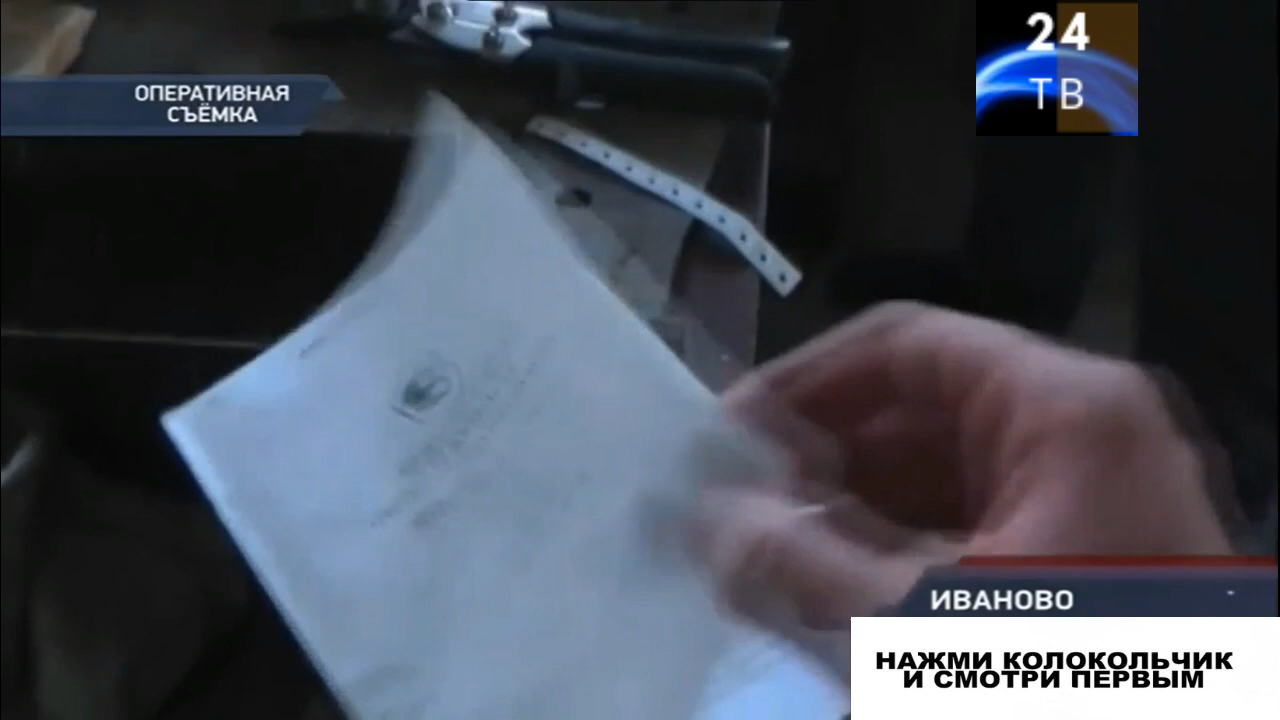 24
ТВ
ОПЕРАТИВНАЯ
СЪЁМКА
ИВАНОВО
НАЖМИ КОЛОКОЛЬЧИК
И СМОТРИ ПЕРВЫМ